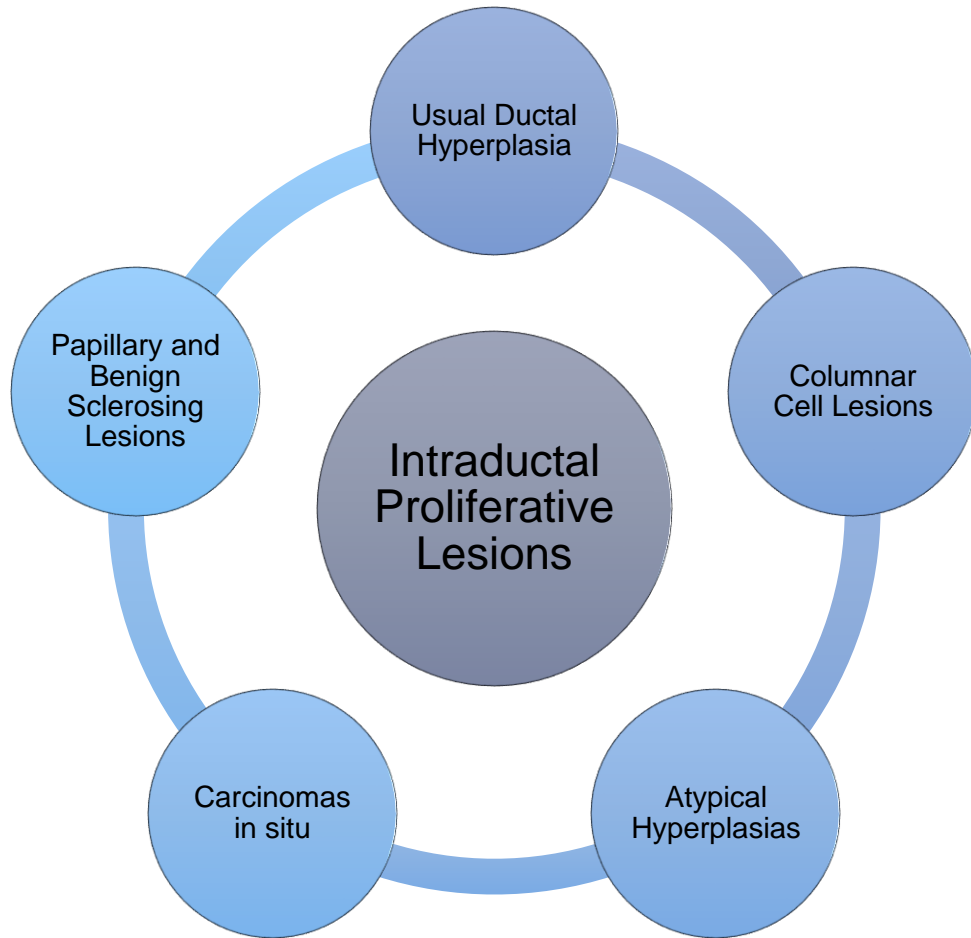 Usual Ductal
Hyperplasia
Papillary and
Benign
Sclerosing
Lesions
Columnar
Cell Lesions
Intraductal
Proliferative
Lesions
Carcinomas
in situ
Atypical
Hyperplasias